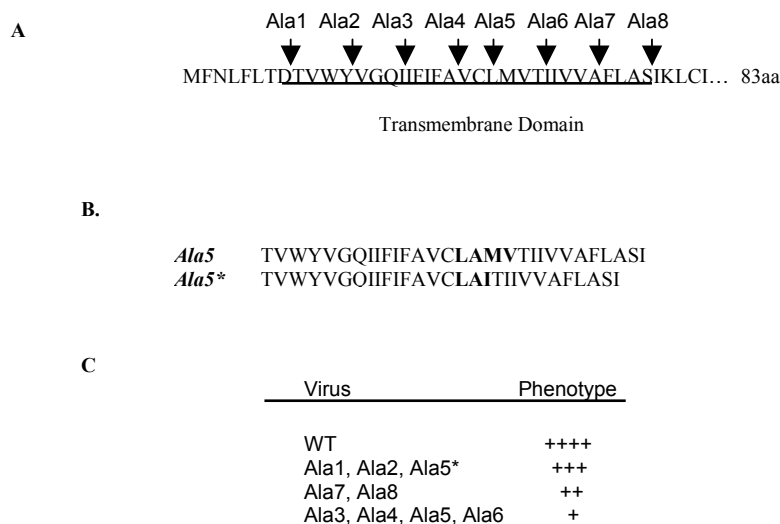 A
Ala1 Ala2 Ala3 Ala4 Ala5 Ala6 Ala7 Ala8
MFNLFLTDTVWYVGQIIFIFAVCLMVTIIVVAFLASIKLCI… 83aa
Transmembrane Domain
B.
Ala5 TVWYVGQIIFIFAVCLAMVTIIVVAFLASI
Ala5* TVWYVGQIIFIFAVCLAITIIVVAFLASI
C
Virus Phenotype
WT ++++
Ala1, Ala2, Ala5* +++
Ala7, Ala8 ++
Ala3, Ala4, Ala5, Ala6 +